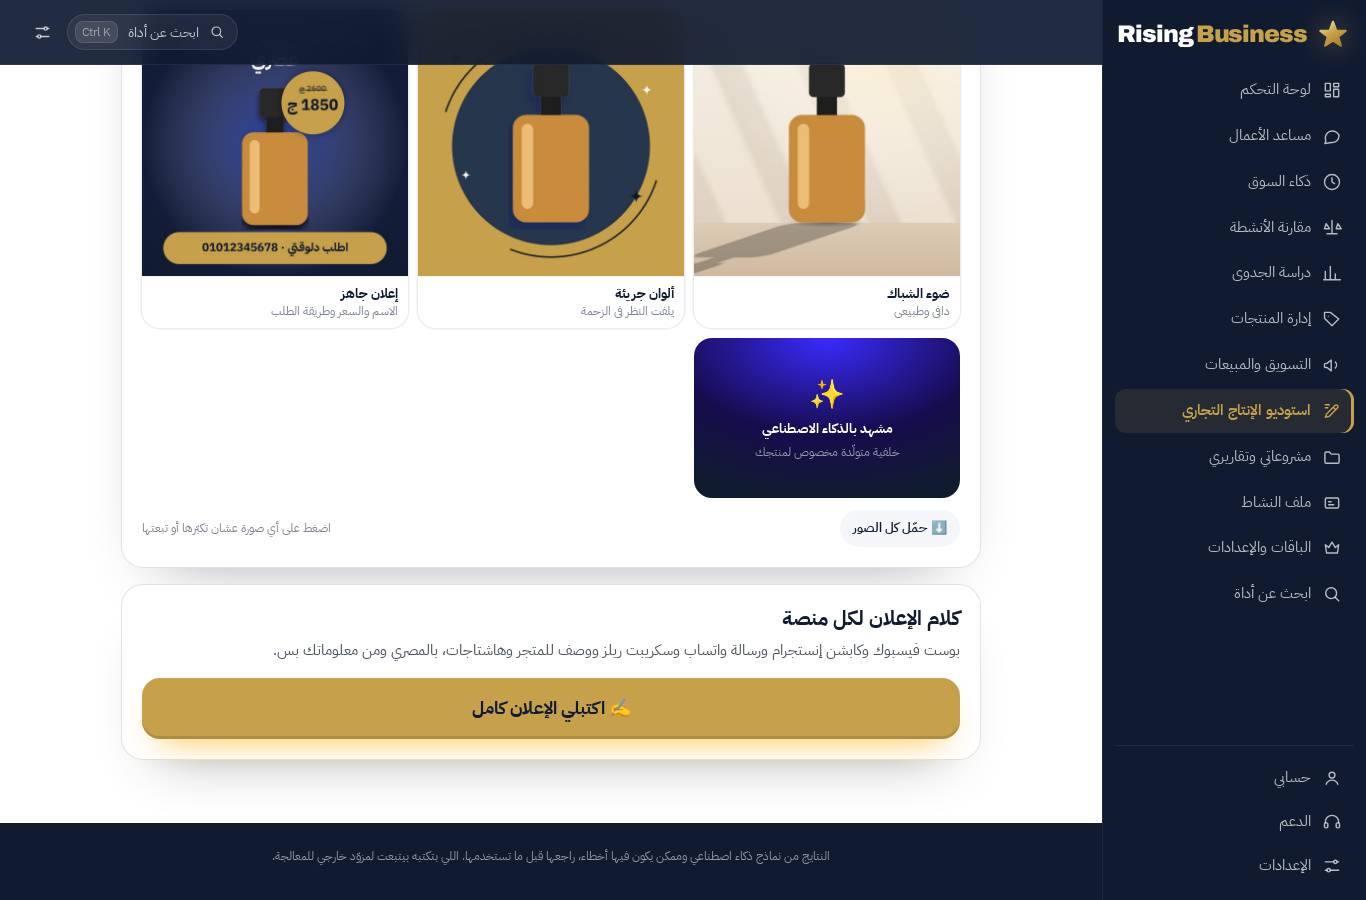 RisingBusiness
لوحة التحكم
مساعد الأعمال
ذكاء السوق
مقارنة الأنشطة
دراسة الجدوى
إدارة المنتجات
التسويق والمبيعات
استوديو الإنتاج التجاري
مشروعاتي وتقاريري
ملف النشاط
الباقات والإعدادات
ابحث عن أداة
حسابي
الدعم
الإعدادات
ابحث عن أداة
Ctrl K
2600 ج
1850 ج
اطلب دلوقتي · 01012345678
ضوء الشباك
دافي وطبيعي
ألوان جريئة
يلفت النظر في الزحمة
إعلان جاهز
الاسم والسعر وطريقة الطلب
مشهد بالذكاء الاصطناعي
خلفية متولّدة مخصوص لمنتجك
حمّل كل الصور
اضغط على أي صورة عشان تكبّرها أو تبعتها
كلام الإعلان لكل منصة
بوست فيسبوك وكابشن إنستجرام ورسالة واتساب وسكريبت ريلز ووصف للمتجر وهاشتاجات، بالمصري ومن معلوماتك بس.
اكتبلي الإعلان كامل
النتايج من نماذج ذكاء اصطناعي وممكن يكون فيها أخطاء، راجعها قبل ما تستخدمها. اللي بتكتبه بيتبعت لمزوّد خارجي للمعالجة.